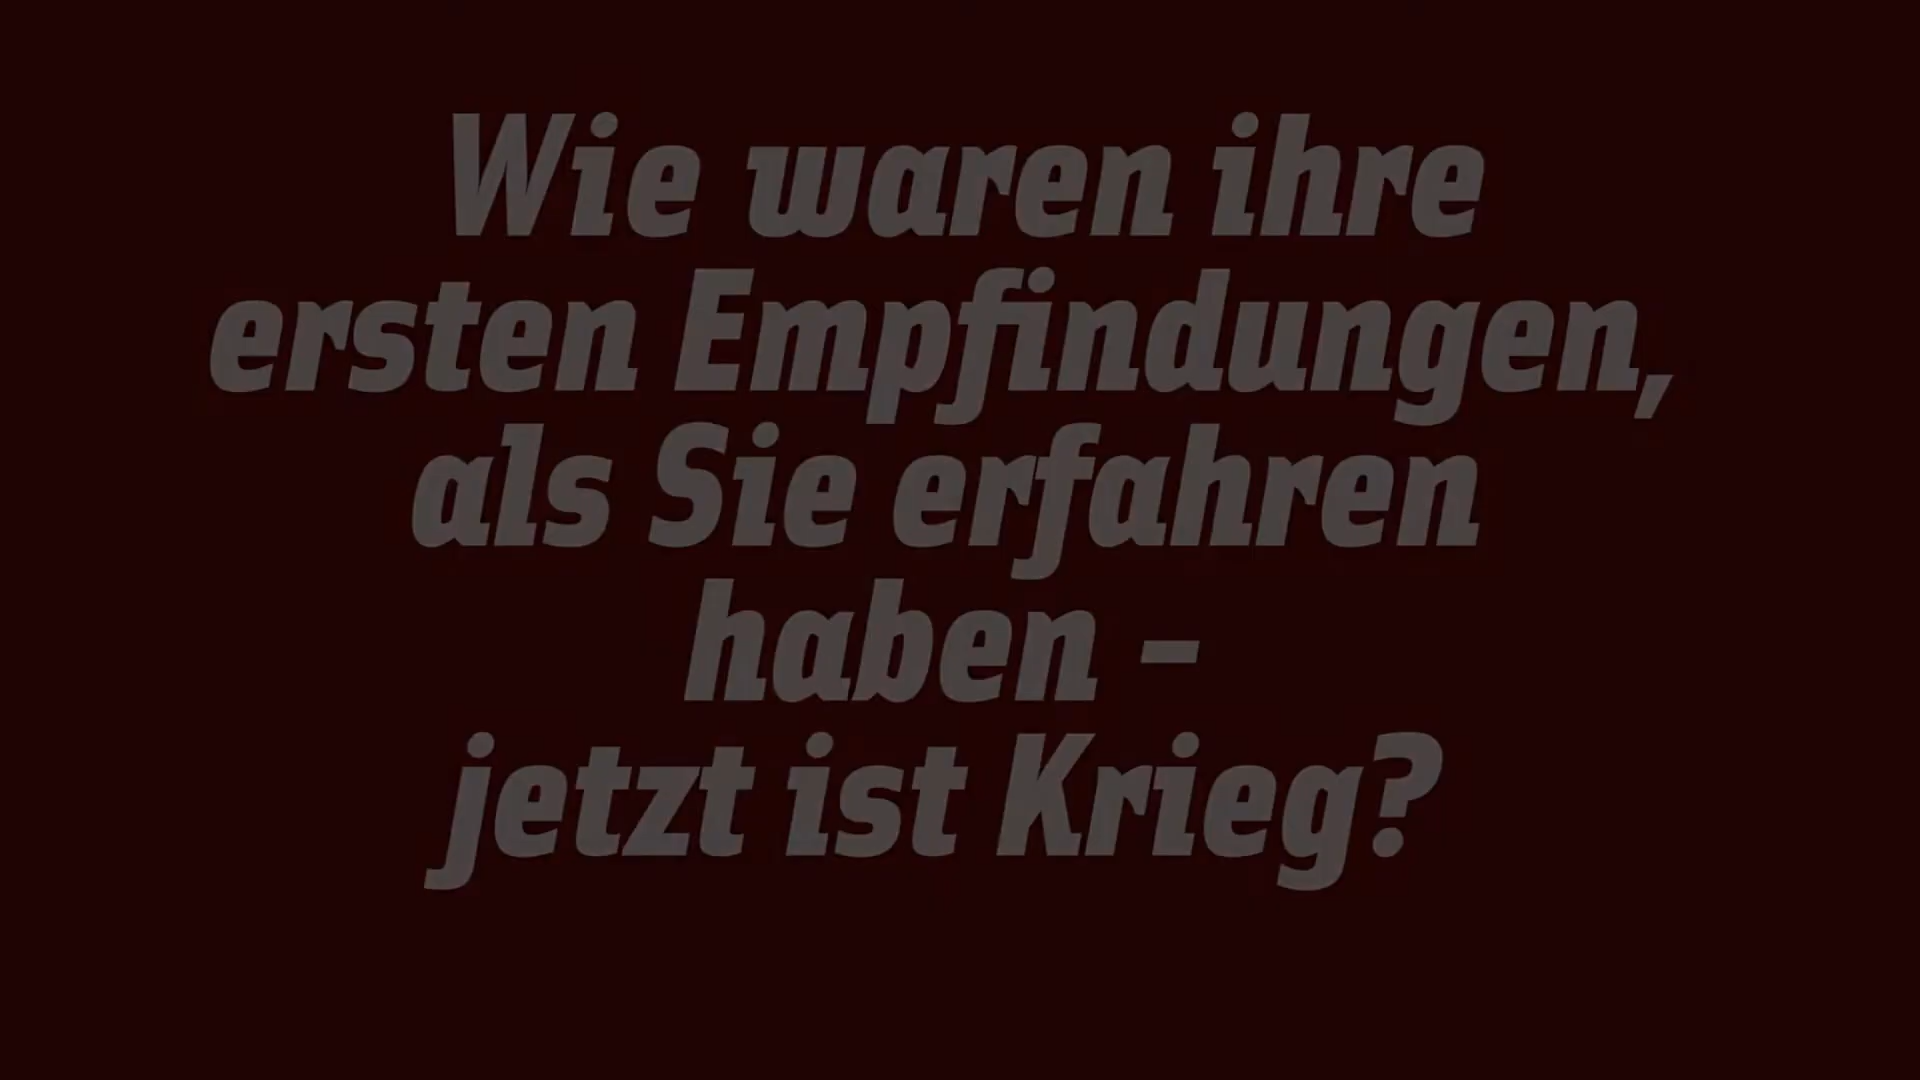 Wie waren ihre
ersten Empfindungen,
als Sie erfahren
haben -
jetzt ist Krieg?